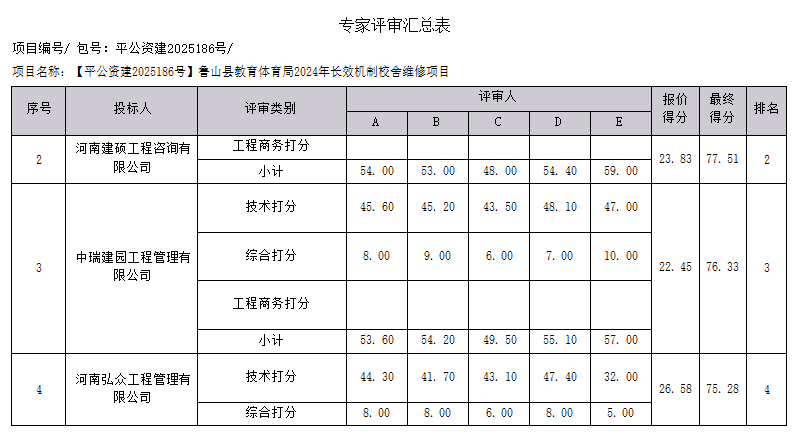 专家评审汇总表
项目编号/ 包号: 平公资建2025186号/
项目名称: 【平公资建2025186号】鲁山县教育体育局2024年长效机制校舍维修项目
序号 投标人 评审类别 评审人 报价得分 最终得分 排名
A B C D E
2 河南建硕工程咨询有限公司 工程商务打分 23.83 77.51 2
小计 54.00 53.00 48.00 54.40 59.00
3 中瑞建园工程管理有限公司 技术打分 45.60 45.20 43.50 48.10 47.00 22.45 76.33 3
综合打分 8.00 9.00 6.00 7.00 10.00
工程商务打分
小计 53.60 54.20 49.50 55.10 57.00
4 河南弘众工程管理有限公司 技术打分 44.30 41.70 43.10 47.40 32.00 26.58 75.28 4
综合打分 8.00 8.00 6.00 8.00 5.00